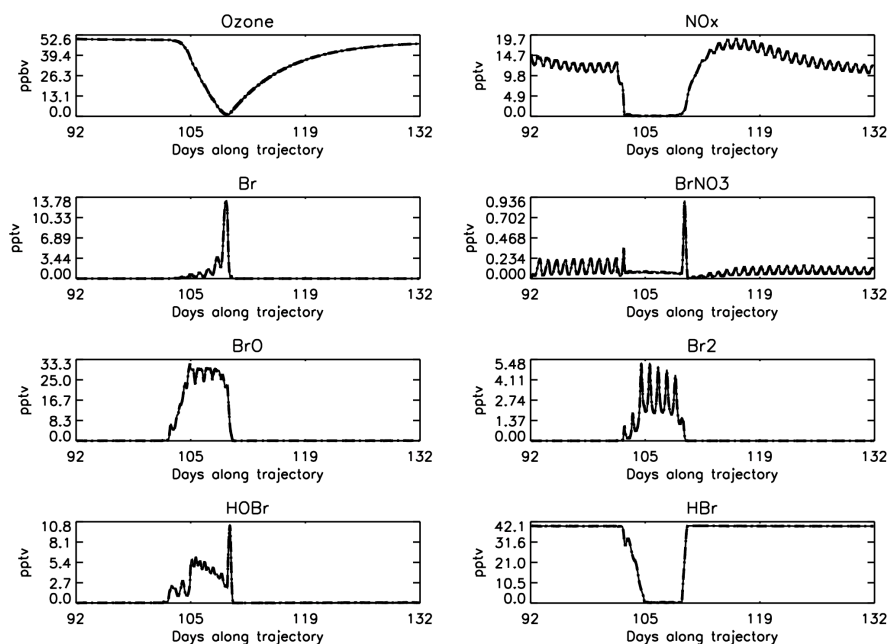 Ozone
ppbv
52.6
39.4
26.3
13.1
0.0
92 105 119 132
Days along trajectory
NOx
pptv
19.7
14.7
9.8
4.9
0.0
92 105 119 132
Days along trajectory
Br
pptv
13.78
10.33
6.89
3.44
0.00
92 105 119 132
Days along trajectory
BrNO3
pptv
0.936
0.702
0.468
0.234
0.000
92 105 119 132
Days along trajectory
BrO
pptv
33.3
25.0
16.7
8.3
0.0
92 105 119 132
Days along trajectory
Br2
pptv
5.48
4.11
2.74
1.37
0.00
92 105 119 132
Days along trajectory
HOBr
pptv
10.8
8.1
5.4
2.7
0.0
92 105 119 132
Days along trajectory
HBr
pptv
42.1
31.6
21.0
10.5
0.0
92 105 119 132
Days along trajectory